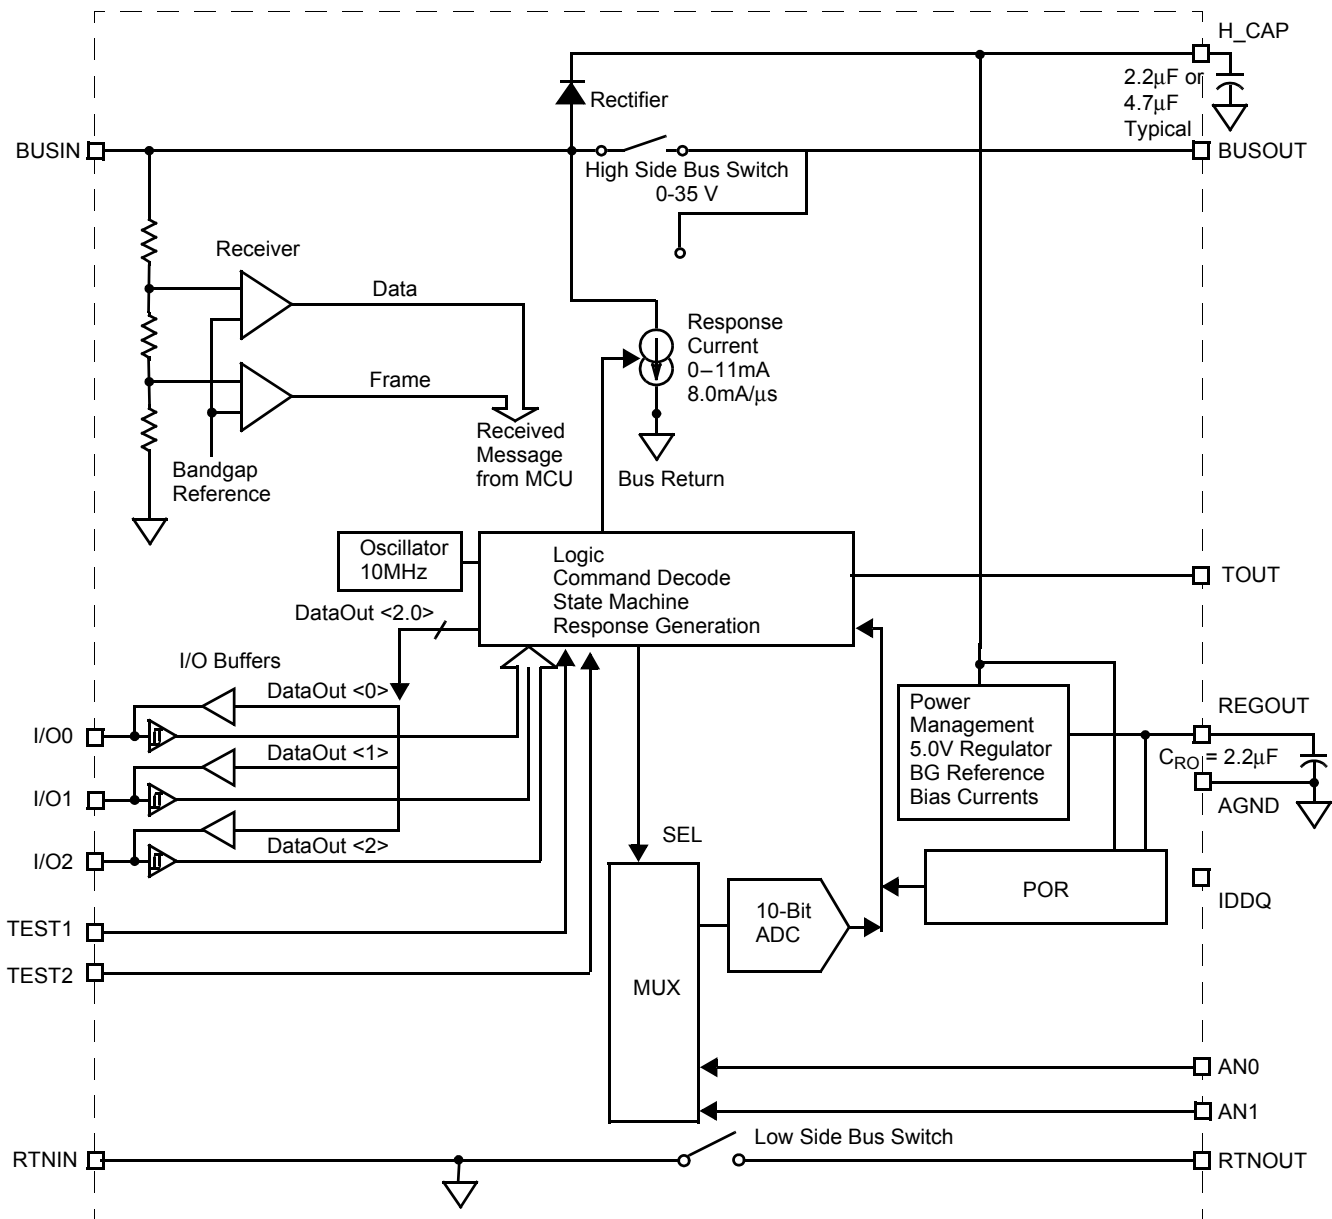 H_CAP
2.2µF or
4.7µF
Typical
Rectifier
BUSIN
BUSOUT
High Side Bus Switch
0-35 V
Receiver
Data
Response
Current
0–11mA
8.0mA/µs
Frame
Received
Message
from MCU
Bus Return
Bandgap
Reference
Oscillator
10MHz
Logic
Command Decode
State Machine
Response Generation
TOUT
DataOut <2.0>
I/O Buffers
DataOut <0>
I/O0
DataOut <1>
I/O1
DataOut <2>
I/O2
Power
Management
5.0V Regulator
BG Reference
Bias Currents
REGOUT
CRO = 2.2µF
AGND
SEL
POR
IDDQ
10-Bit
ADC
TEST1
TEST2
MUX
AN0
AN1
Low Side Bus Switch
RTNIN
RTNOUT